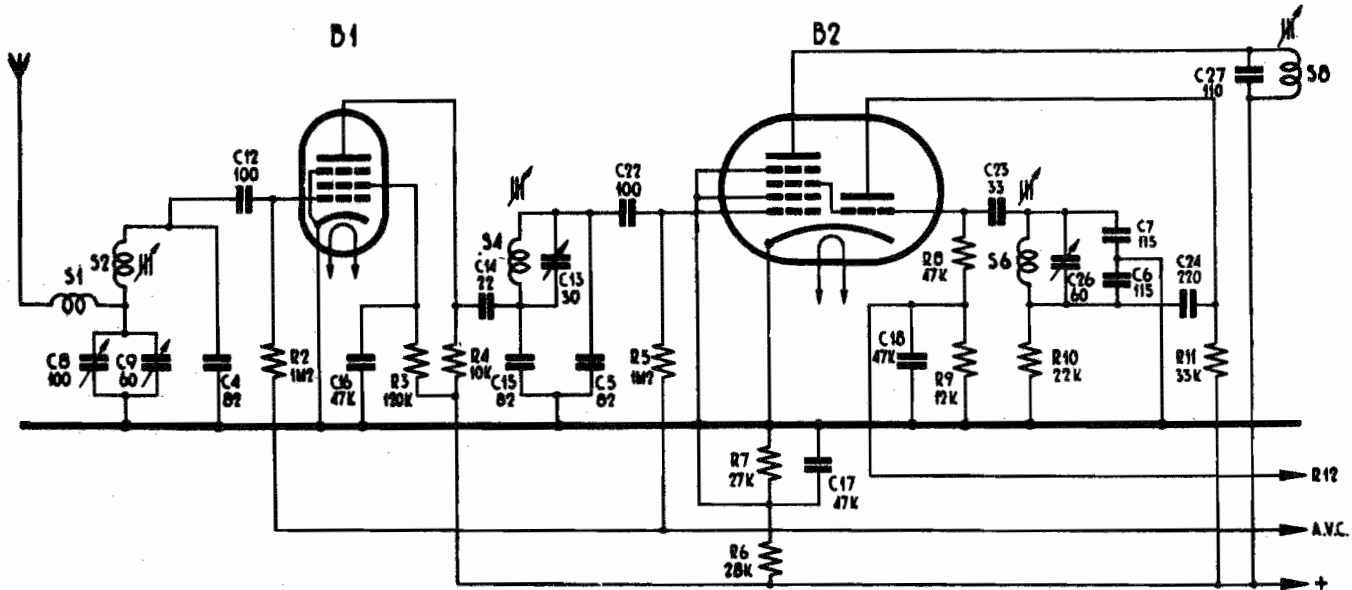 B1
B2
C27
110
S8
C12
100
C22
100
C23
33
S4
C14
22
C13
30
S2
S1
R8
47K
S6
C7
115
C26
60
C6
115
C24
220
C8
100
C9
60
C4
82
R2
1M2
C16
47K
R3
120K
R4
10K
C15
82
C5
82
R5
1M2
C18
47K
R9
12K
R10
22K
R11
33K
R7
27K
C17
47K
R12
A.V.C.
R6
28K
+